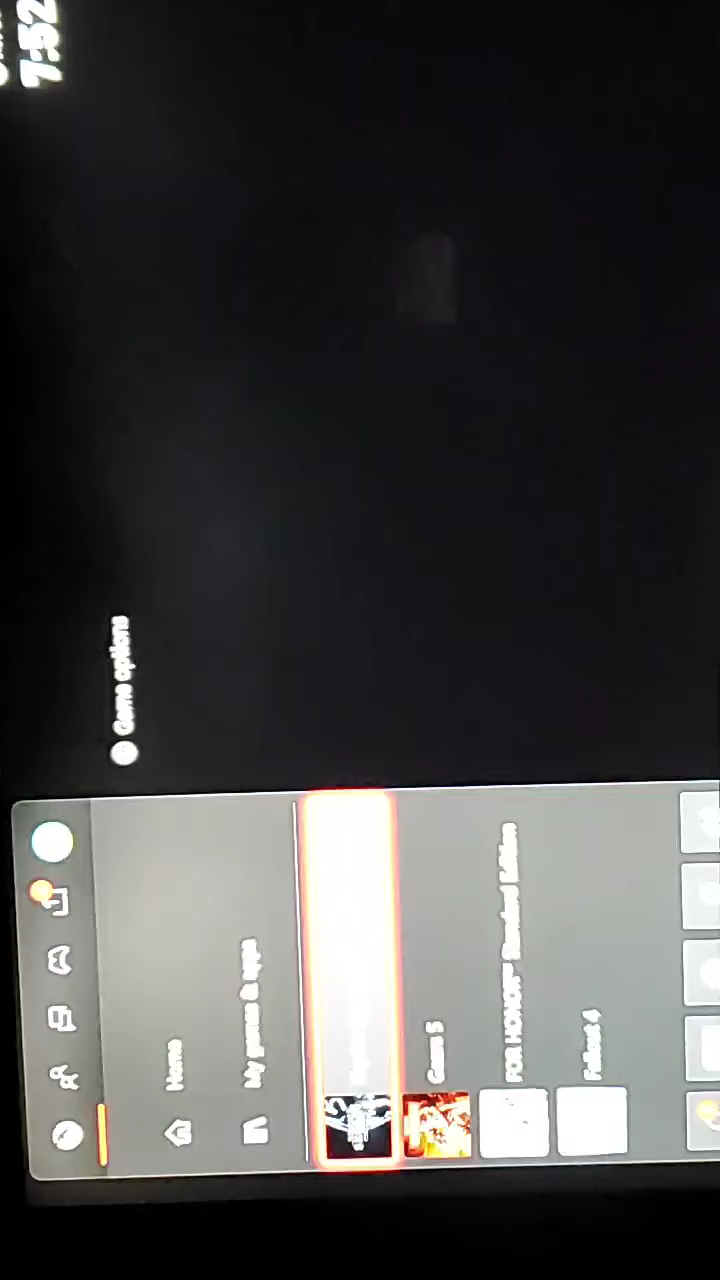 7:52
Game options
Home
My games & apps
Gears 5
FOR HONOR™ Standard Edition
Fallout 4